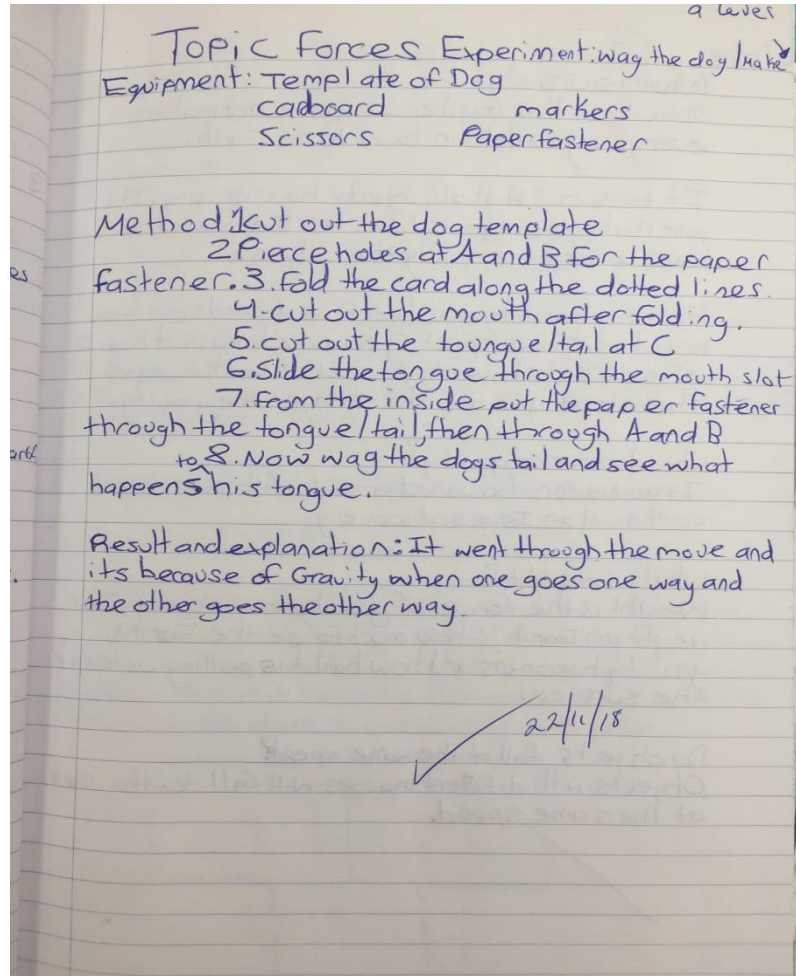 a lever
Topic Forces Experiment: wag the dog / Make
Equipment: Template of Dog
cadboard markers
Scissors Paper fastener
Method 1 cut out the dog template
2 Pierce holes at A and B for the paper
fastener. 3. Fold the card along the dotted lines.
4. cut out the mouth after folding.
5. cut out the toungue/tail at C
6. Slide the tongue through the mouth slot
7. from the inside put the paper fastener
through the tongue/tail, then through A and B
8. Now wag the dogs tail and see what
happens to his tongue.
Result and explanation: It went through the move and
its because of Gravity when one goes one way and
the other goes the other way.
22/11/18